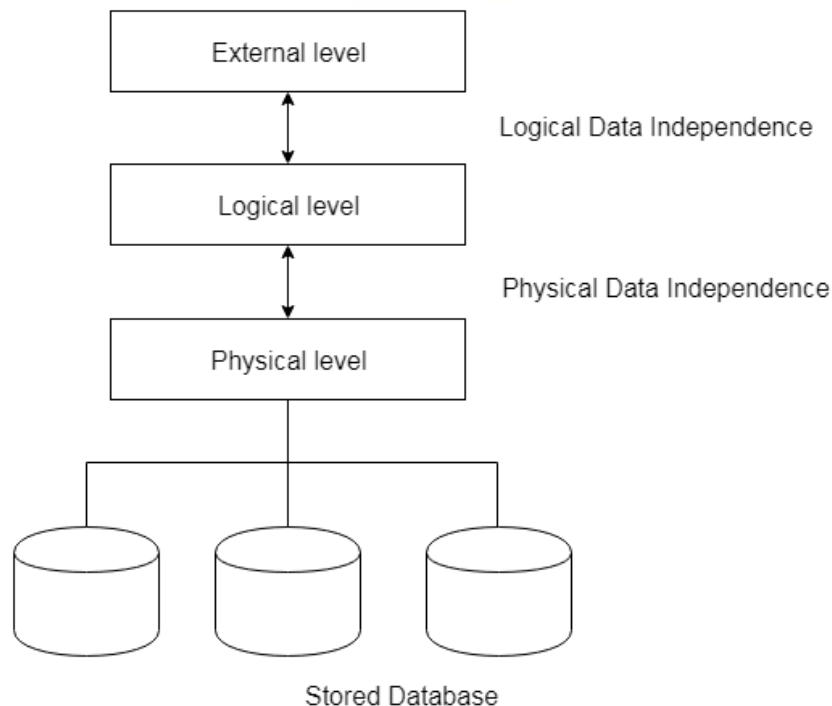 External level
Logical Data Independence
Logical level
Physical Data Independence
Physical level
Stored Database